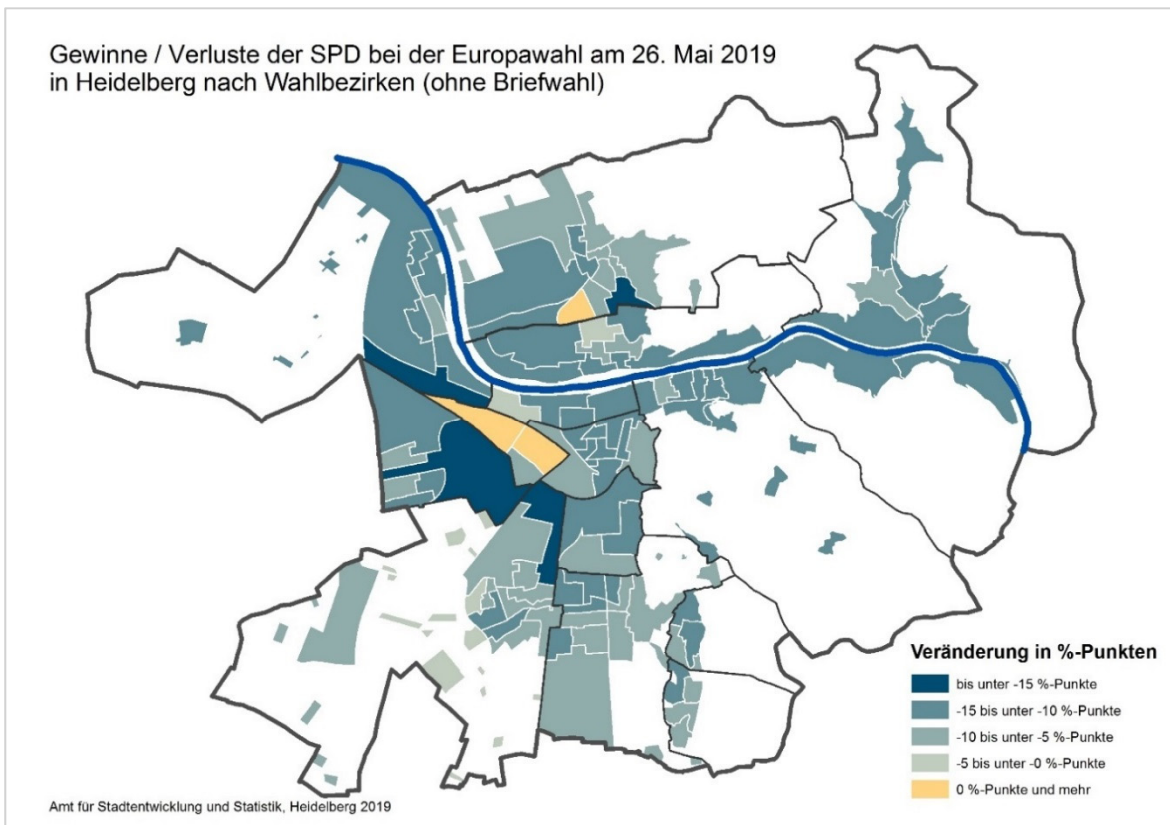 Gewinne / Verluste der SPD bei der Europawahl am 26. Mai 2019
in Heidelberg nach Wahlbezirken (ohne Briefwahl)
Veränderung in %-Punkten
bis unter -15 %-Punkte
-15 bis unter -10 %-Punkte
-10 bis unter -5 %-Punkte
-5 bis unter -0 %-Punkte
0 %-Punkte und mehr
Amt für Stadtentwicklung und Statistik, Heidelberg 2019